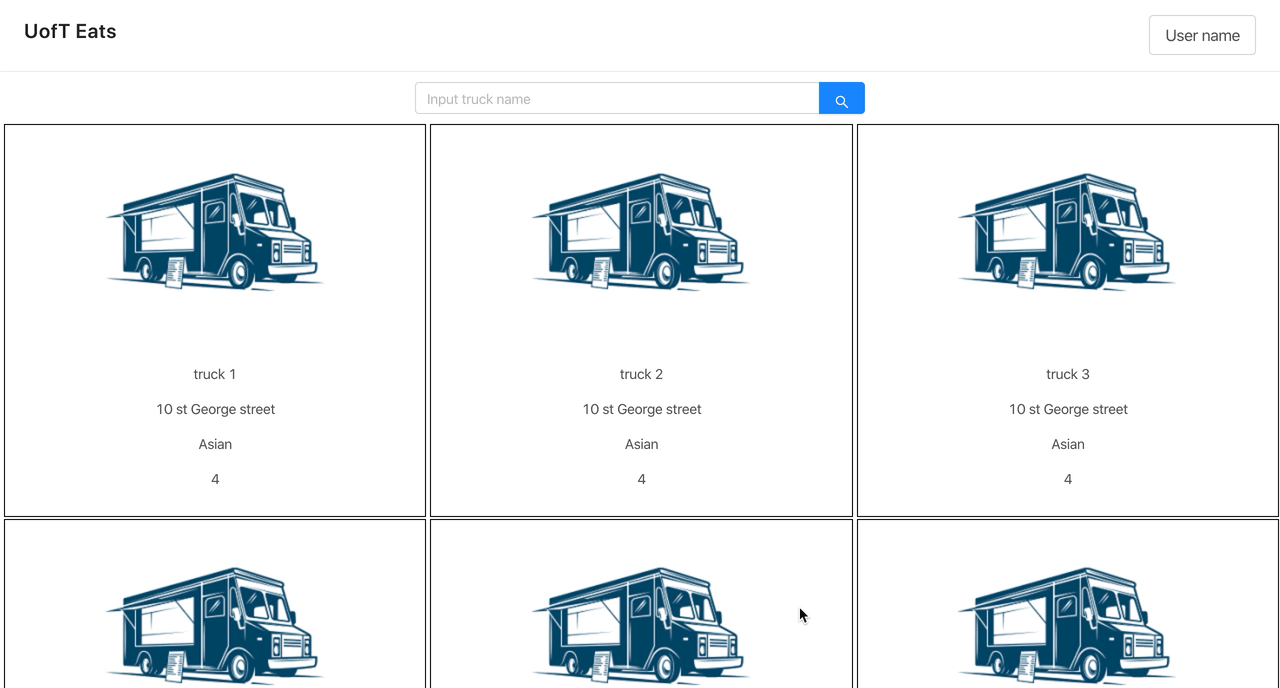 UofT Eats
User name
Input truck name
truck 1
10 st George street
Asian
4
truck 2
10 st George street
Asian
4
truck 3
10 st George street
Asian
4